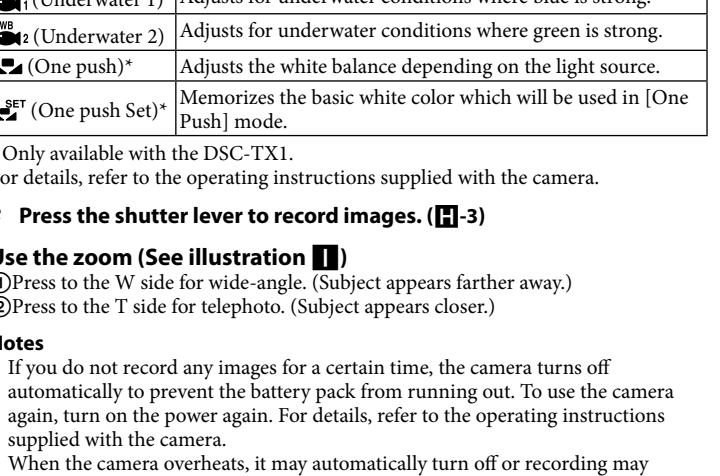 (Underwater 1) Adjusts for underwater conditions where blue is strong.
WB 2 (Underwater 2) Adjusts for underwater conditions where green is strong.
(One push)* Adjusts the white balance depending on the light source.
SET (One push Set)* Memorizes the basic white color which will be used in [One
Push] mode.
Only available with the DSC-TX1.
or details, refer to the operating instructions supplied with the camera.
Press the shutter lever to record images. (H-3)
Use the zoom (See illustration I)
①Press to the W side for wide-angle. (Subject appears farther away.)
②Press to the T side for telephoto. (Subject appears closer.)
Notes
If you do not record any images for a certain time, the camera turns off
automatically to prevent the battery pack from running out. To use the camera
again, turn on the power again. For details, refer to the operating instructions
supplied with the camera.
When the camera overheats, it may automatically turn off or recording may